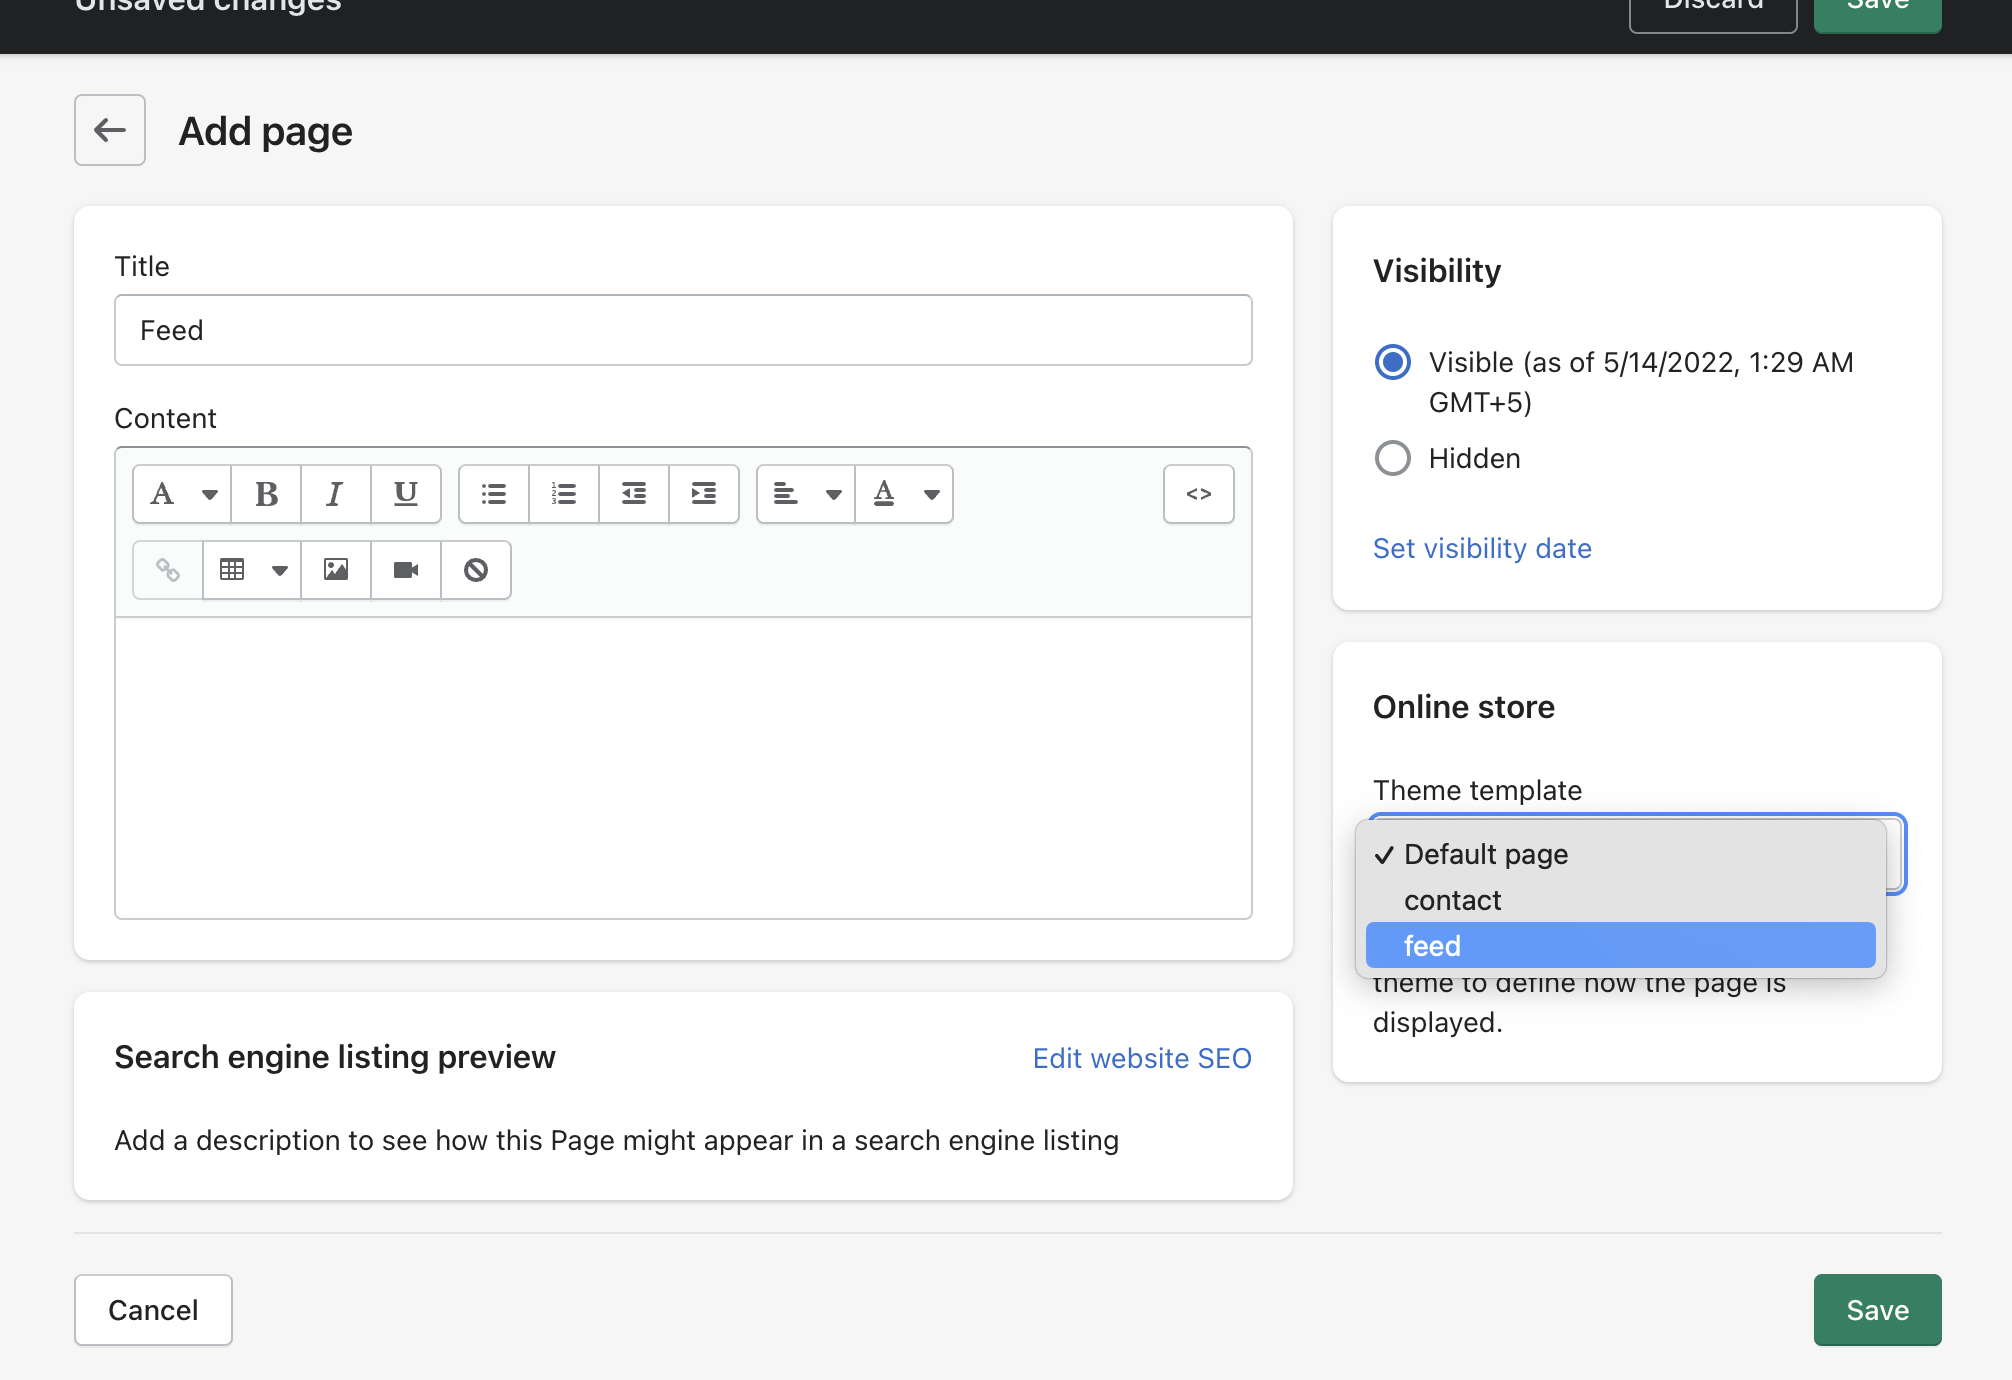 Unsaved changes
Discard
Save
Add page
Title
Feed
Content
A B I U
1 2 3
A
<>
Search engine listing preview
Edit website SEO
Add a description to see how this Page might appear in a search engine listing
Visibility
Visible (as of 5/14/2022, 1:29 AM
GMT+5)
Hidden
Set visibility date
Online store
Theme template
Default page
contact
feed
theme to define how the page is
displayed.
Cancel
Save